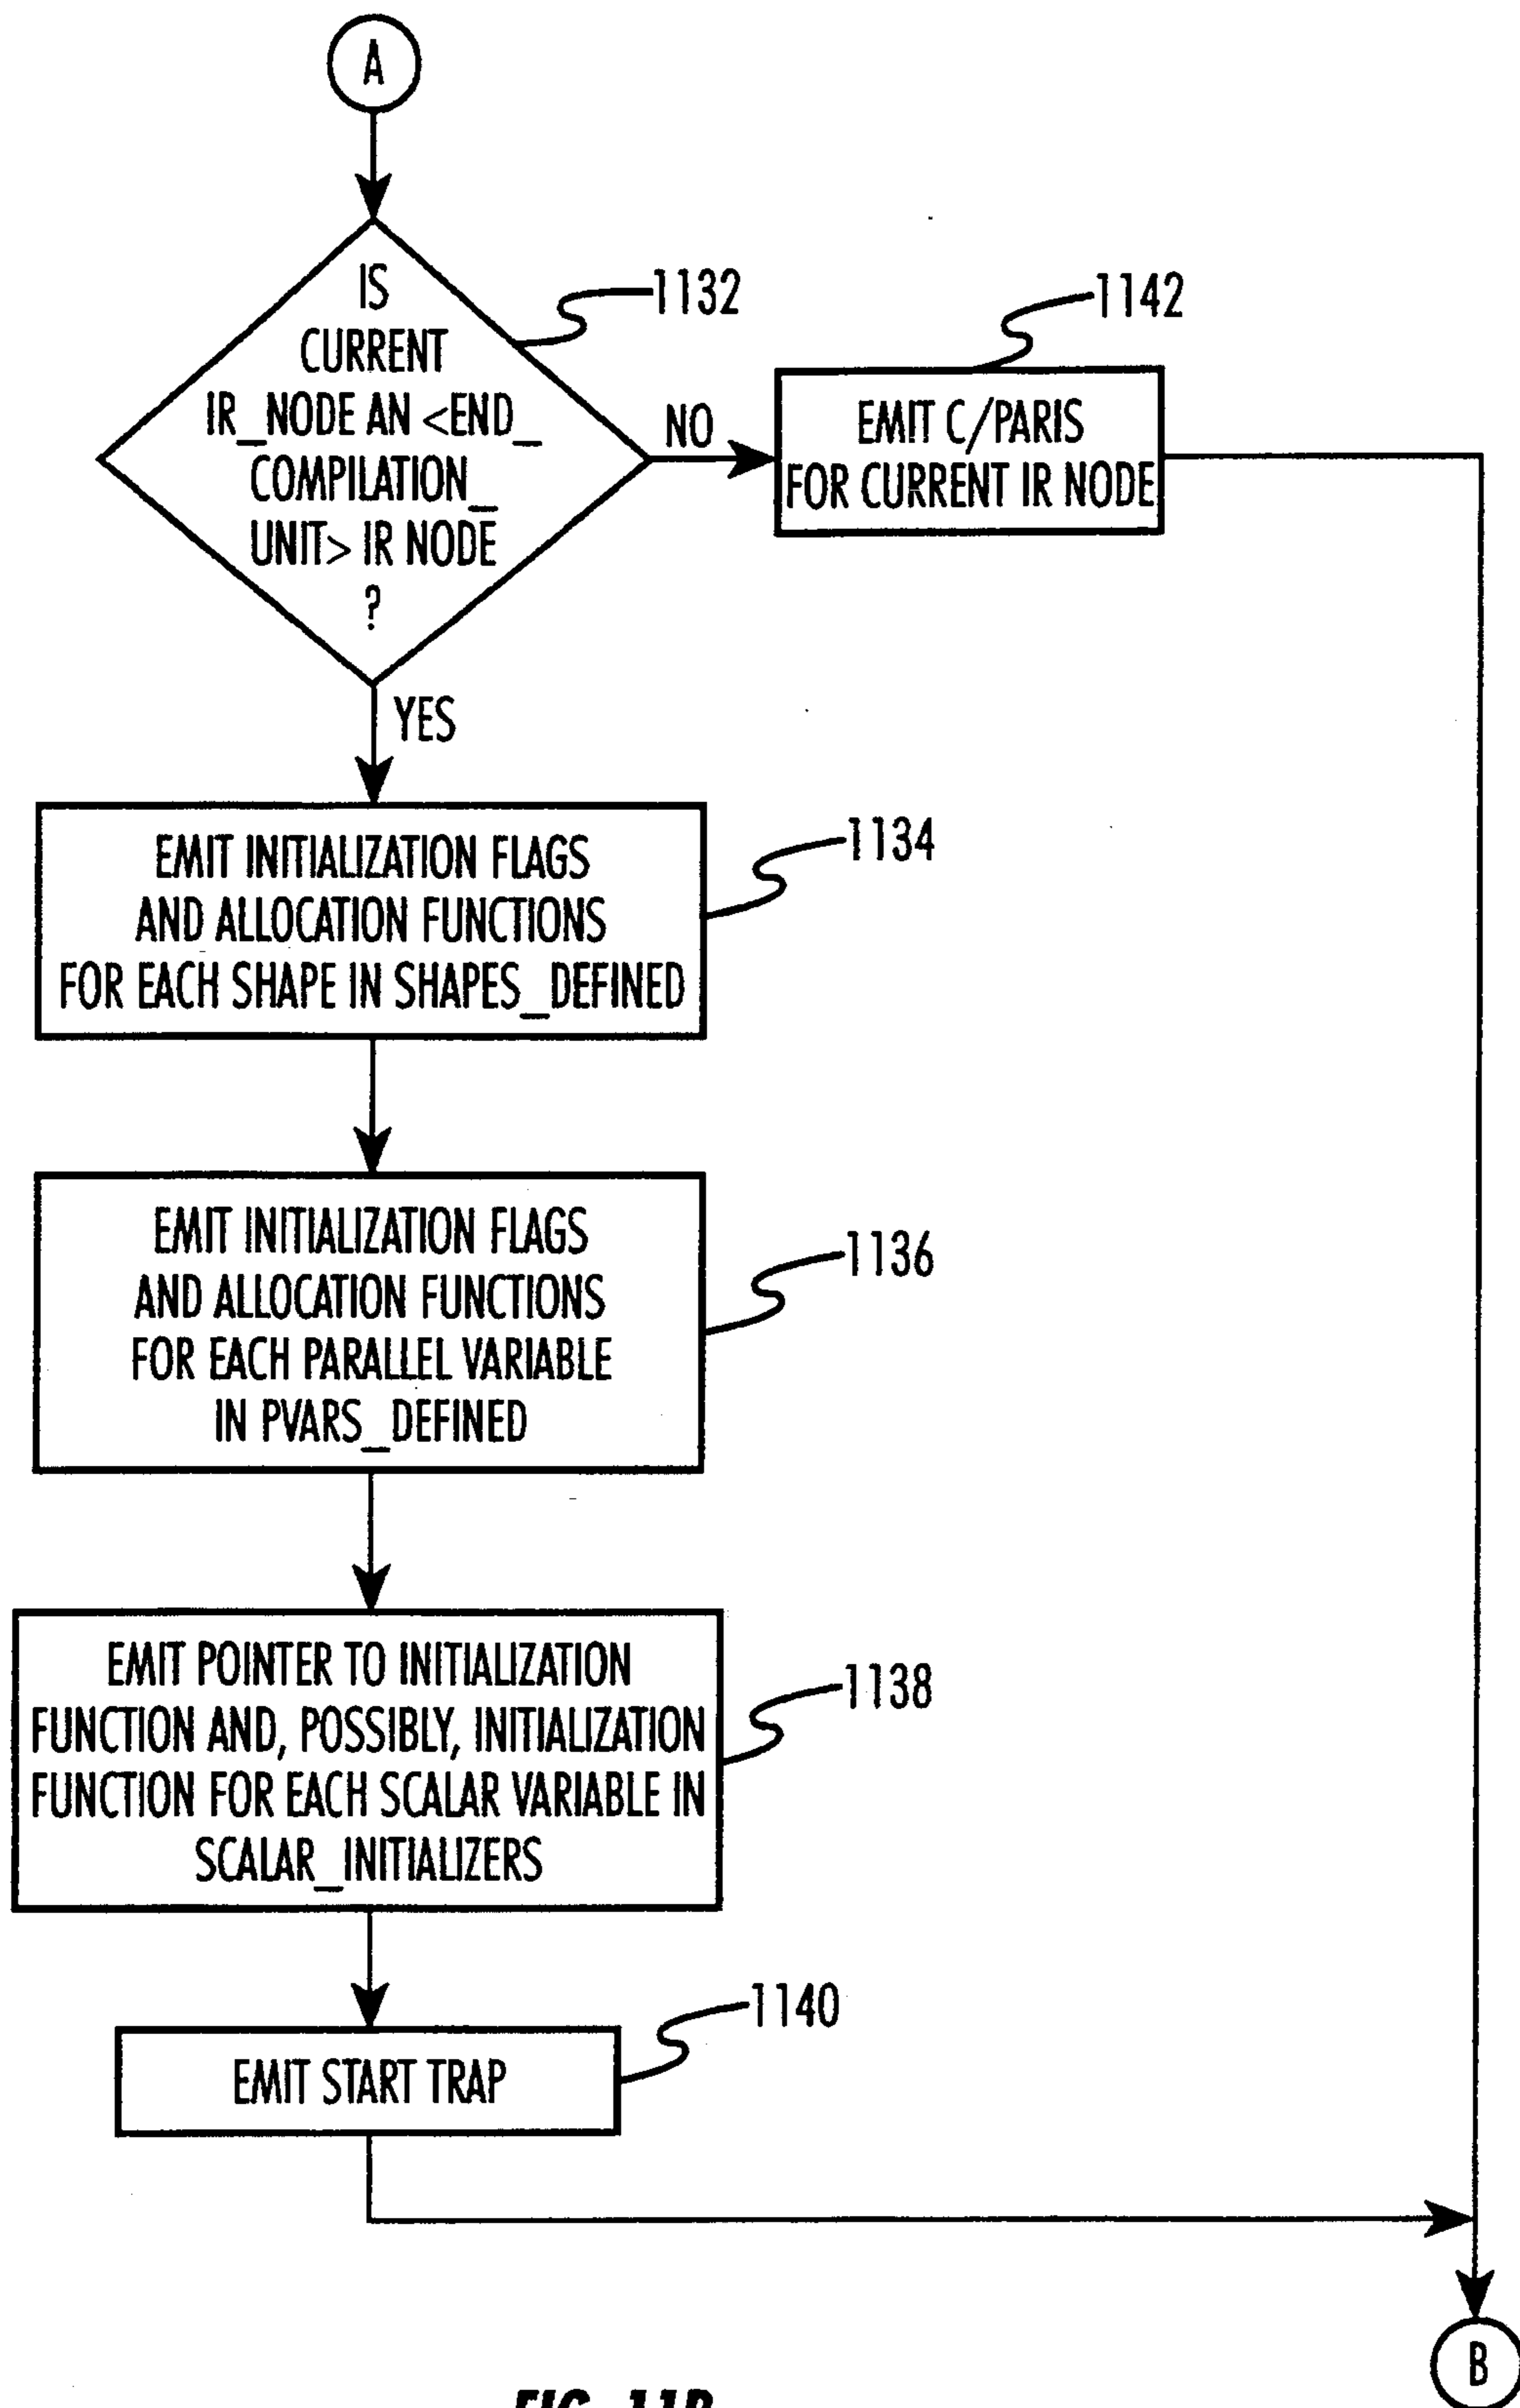 A
IS
CURRENT
IR_NODE AN <END_
COMPILATION_
UNIT> IR NODE
?
1132
NO
1142
EMIT C/PARIS
FOR CURRENT IR NODE
YES
EMIT INITIALIZATION FLAGS
AND ALLOCATION FUNCTIONS
FOR EACH SHAPE IN SHAPES_DEFINED
1134
EMIT INITIALIZATION FLAGS
AND ALLOCATION FUNCTIONS
FOR EACH PARALLEL VARIABLE
IN PVARS_DEFINED
1136
EMIT POINTER TO INITIALIZATION
FUNCTION AND, POSSIBLY, INITIALIZATION
FUNCTION FOR EACH SCALAR VARIABLE IN
SCALAR_INITIALIZERS
1138
EMIT START TRAP
1140
B
FIG. 11B